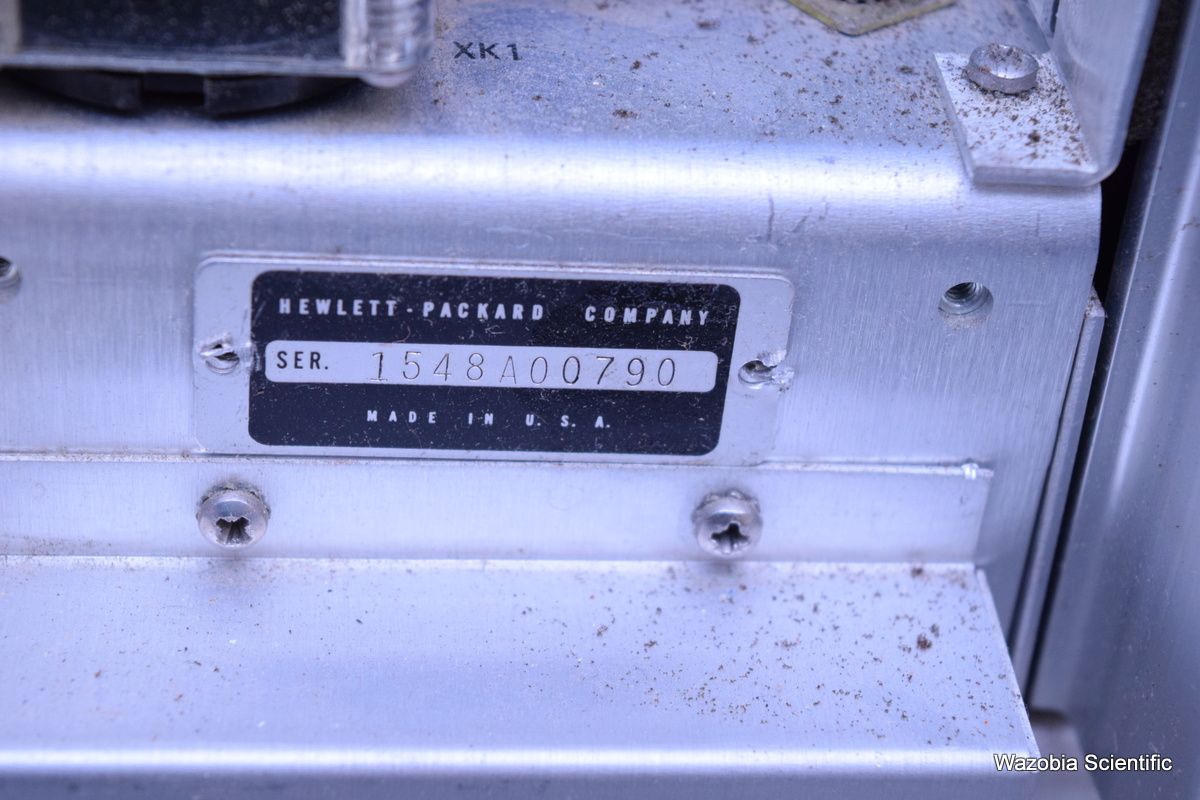 XK1
HEWLETT-PACKARD COMPANY
SER. 1548A00790
MADE IN U.S.A.
Wazobia Scientific